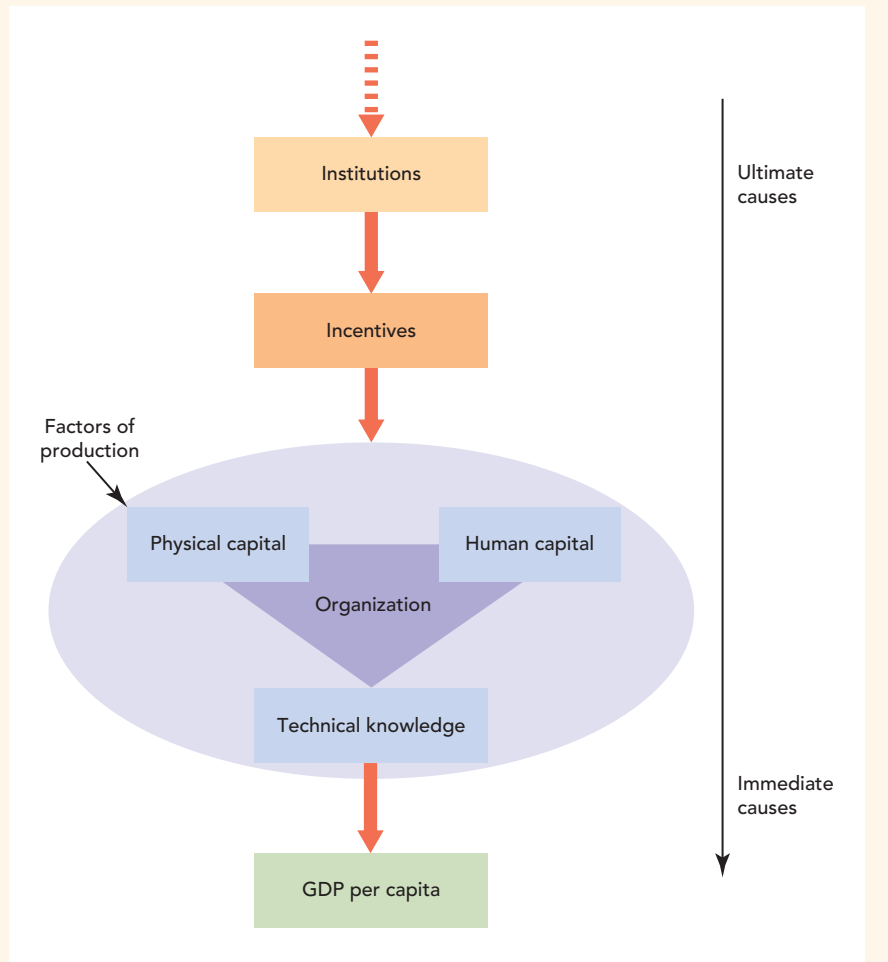 Institutions
Ultimate
causes
Incentives
Factors of
production
Physical capital
Human capital
Organization
Technical knowledge
Immediate
causes
GDP per capita